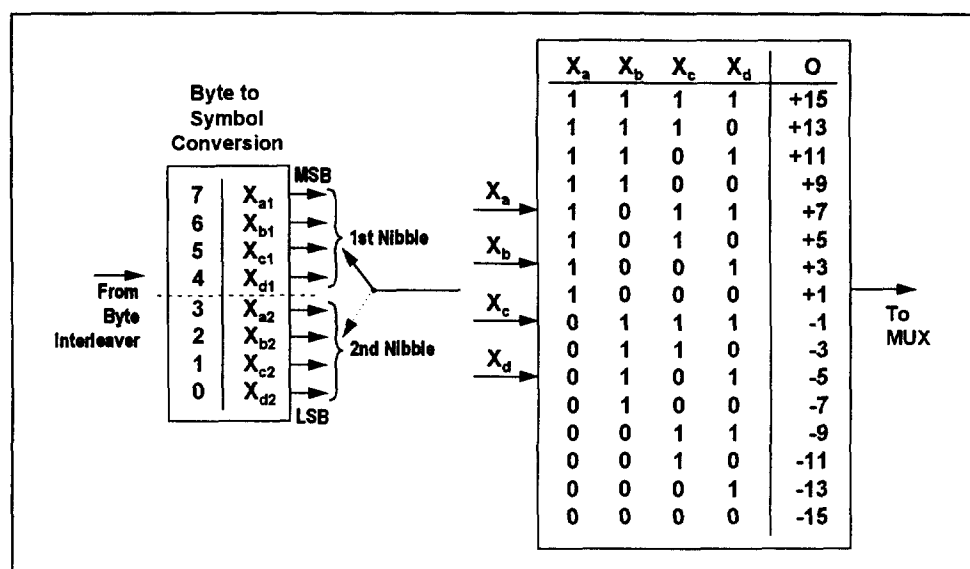 Byte to
Symbol
Conversion
MSB
7 Xa1
6 Xb1
5 Xc1
4 Xd1
3 Xa2
2 Xb2
1 Xc2
0 Xd2
LSB
1st Nibble
2nd Nibble
From
Byte
Interleaver
Xa
Xb
Xc
Xd
Xa Xb Xc Xd O
1 1 1 1 +15
1 1 1 0 +13
1 1 0 1 +11
1 1 0 0 +9
1 0 1 1 +7
1 0 1 0 +5
1 0 0 1 +3
1 0 0 0 +1
0 1 1 1 -1
0 1 1 0 -3
0 1 0 1 -5
0 1 0 0 -7
0 0 1 1 -9
0 0 1 0 -11
0 0 0 1 -13
0 0 0 0 -15
To
MUX